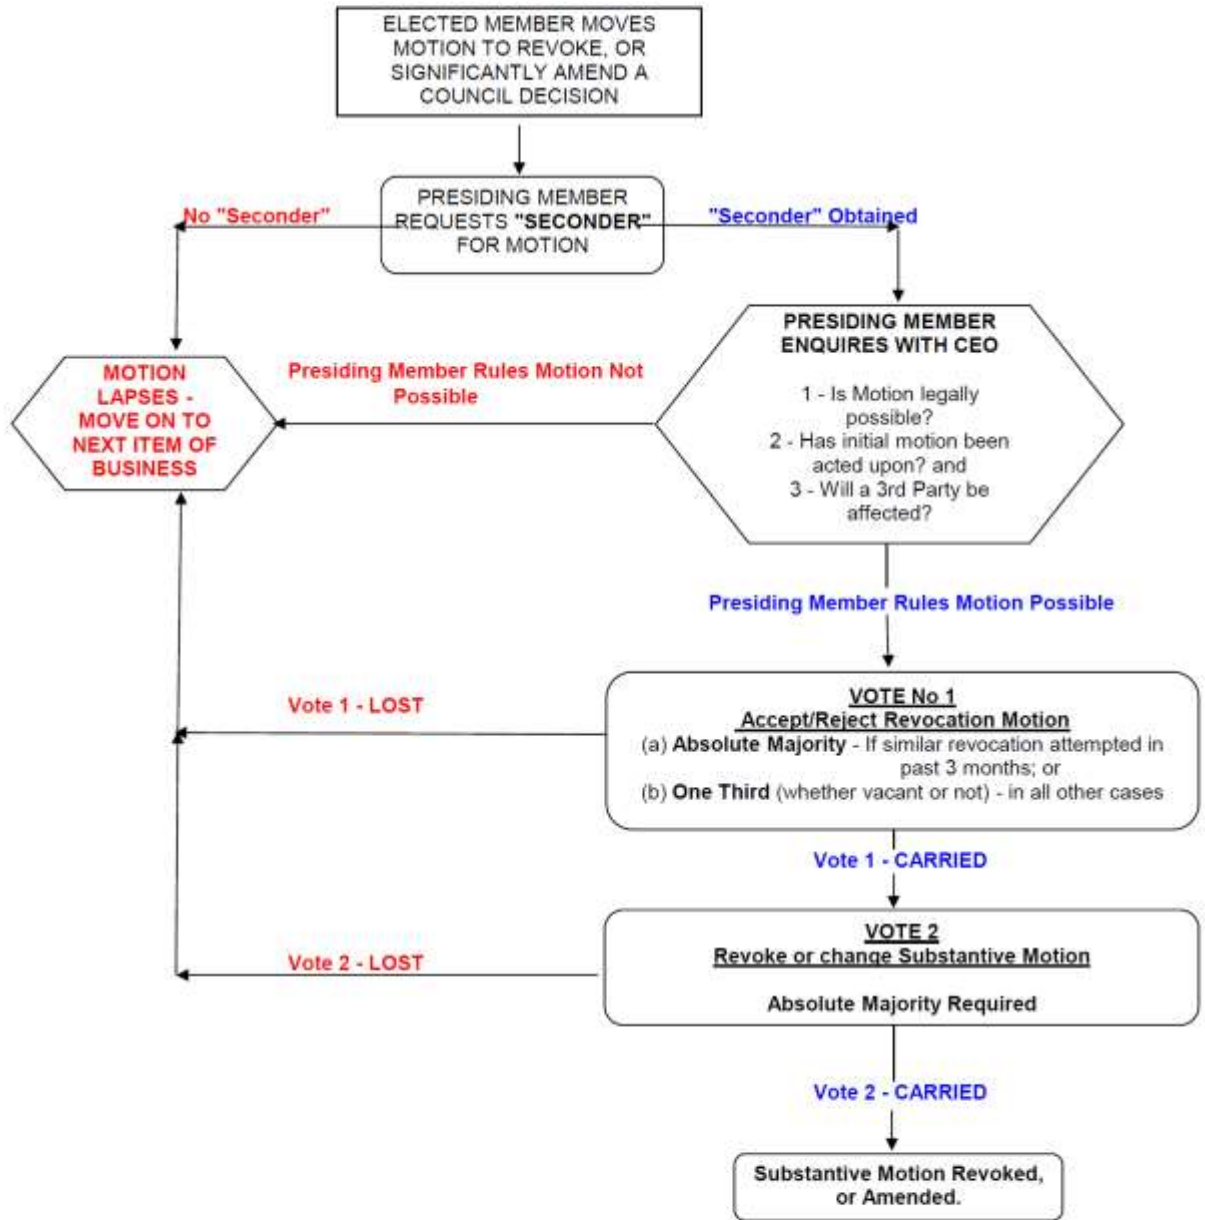 ELECTED MEMBER MOVES
MOTION TO REVOKE, OR
SIGNIFICANTLY AMEND A
COUNCIL DECISION
PRESIDING MEMBER
REQUESTS "SECONDER"
FOR MOTION
No "Seconder"
"Seconder" Obtained
PRESIDING MEMBER
ENQUIRES WITH CEO
1 - Is Motion legally
possible?
2 - Has initial motion been
acted upon? and
3 - Will a 3rd Party be
affected?
Presiding Member Rules Motion Not
Possible
MOTION
LAPSES -
MOVE ON TO
NEXT ITEM OF
BUSINESS
Presiding Member Rules Motion Possible
VOTE No 1
Accept/Reject Revocation Motion
(a) Absolute Majority - If similar revocation attempted in
past 3 months; or
(b) One Third (whether vacant or not) - in all other cases
Vote 1 - LOST
Vote 1 - CARRIED
VOTE 2
Revoke or change Substantive Motion
Absolute Majority Required
Vote 2 - LOST
Vote 2 - CARRIED
Substantive Motion Revoked,
or Amended.